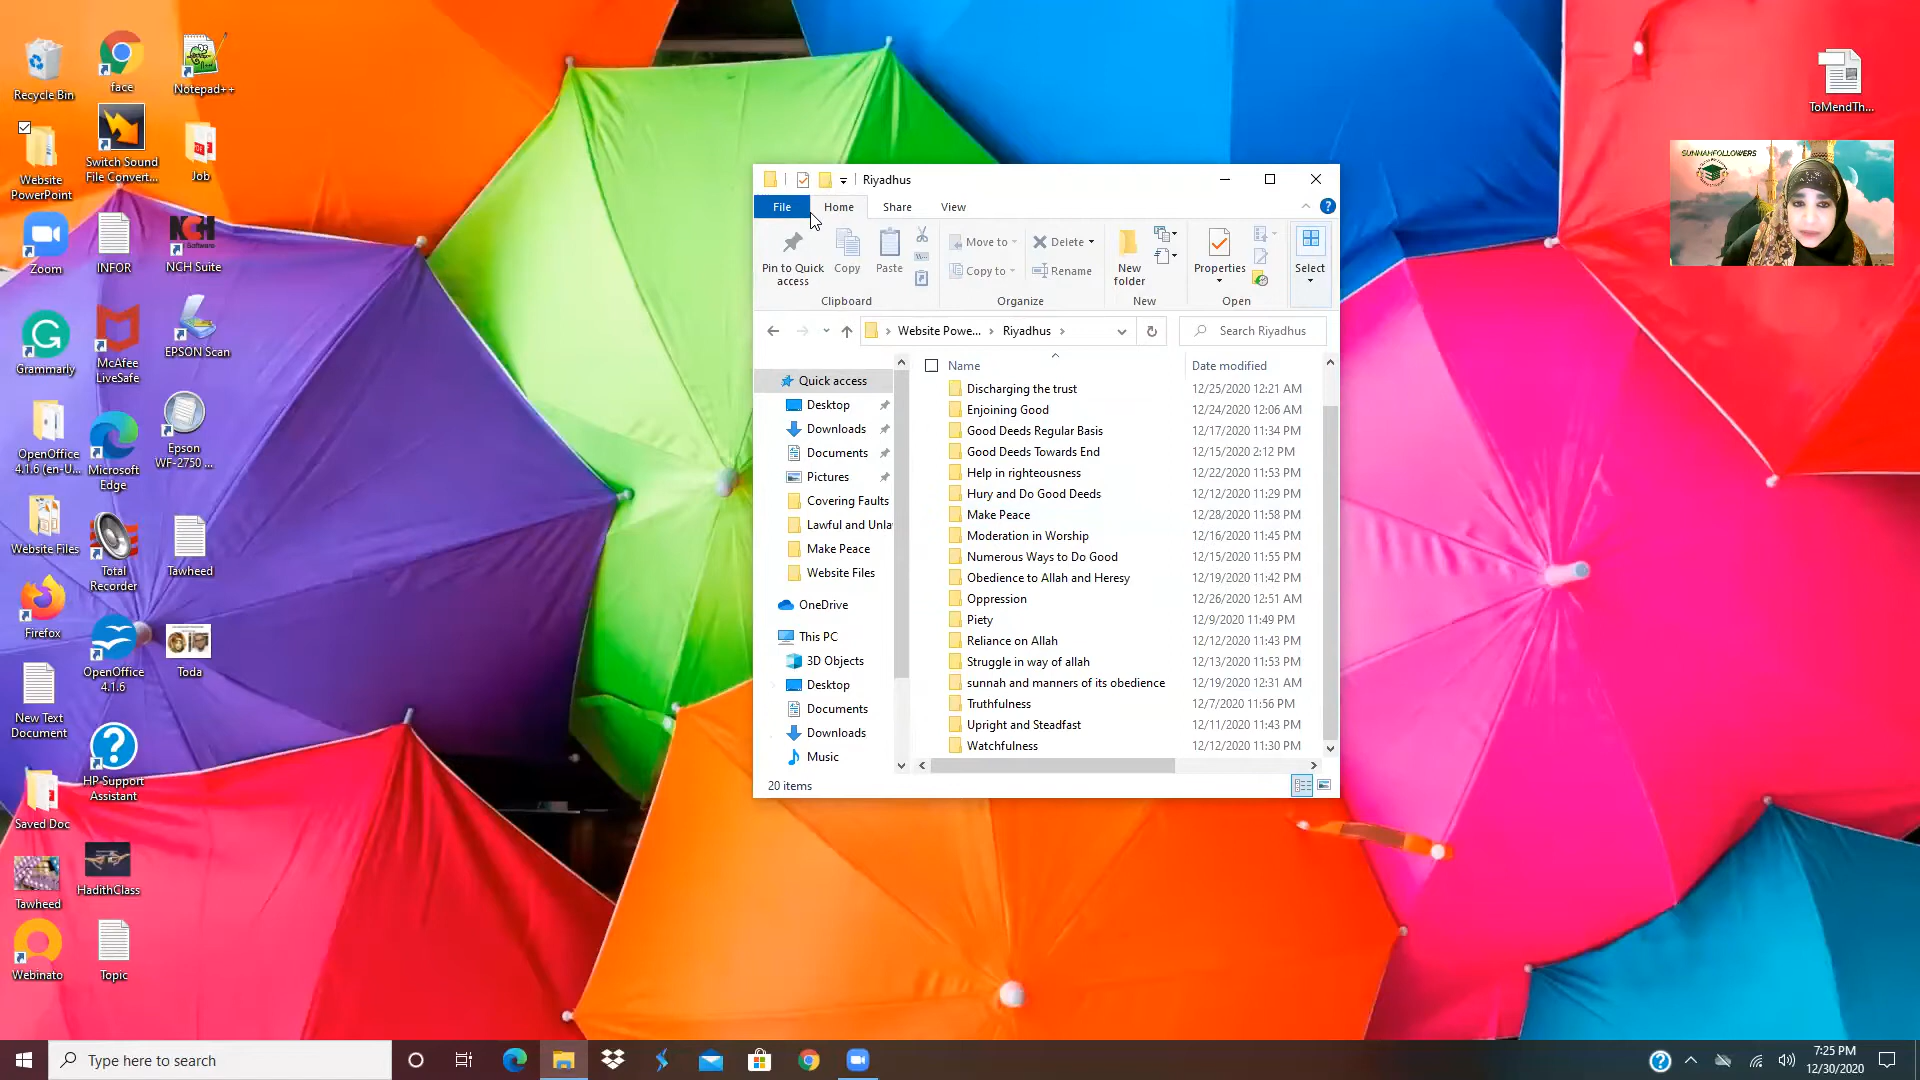 Recycle Bin
face
Notepad++
Website
PowerPoint
Switch Sound
File Convert...
Job
Zoom
INFOR
NCH
Software
NCH Suite
Grammarly
McAfee
LiveSafe
EPSON Scan
OpenOffice
4.1.6 (en-U...
Microsoft
Edge
Epson
WF-2750 ...
Website Files
Total
Recorder
Tawheed
Firefox
OpenOffice
4.1.6
Toda
New Text
Document
HP Support
Assistant
Saved Doc
Tawheed
HadithClass
Webinato
Topic
ToMendTh...
SUNNAHFOLLOWERS
Riyadhus
File
Home
Share
View
Pin to Quick
access
Copy
Paste
Clipboard
Move to
Copy to
Delete
Rename
Organize
New
folder
New
Properties
Open
Select
Website Powe...
Riyadhus
Search Riyadhus
Name
Date modified
Quick access
Desktop
Downloads
Documents
Pictures
Covering Faults
Lawful and Unla
Make Peace
Website Files
OneDrive
This PC
3D Objects
Desktop
Documents
Downloads
Music
Discharging the trust 12/25/2020 12:21 AM
Enjoining Good 12/24/2020 12:06 AM
Good Deeds Regular Basis 12/17/2020 11:34 PM
Good Deeds Towards End 12/15/2020 2:12 PM
Help in righteousness 12/22/2020 11:53 PM
Hury and Do Good Deeds 12/12/2020 11:29 PM
Make Peace 12/28/2020 11:58 PM
Moderation in Worship 12/16/2020 11:45 PM
Numerous Ways to Do Good 12/15/2020 11:55 PM
Obedience to Allah and Heresy 12/19/2020 11:42 PM
Oppression 12/26/2020 12:51 AM
Piety 12/9/2020 11:49 PM
Reliance on Allah 12/12/2020 11:43 PM
Struggle in way of allah 12/13/2020 11:53 PM
sunnah and manners of its obedience 12/19/2020 12:31 AM
Truthfulness 12/7/2020 11:56 PM
Upright and Steadfast 12/11/2020 11:43 PM
Watchfulness 12/12/2020 11:30 PM
20 items
Type here to search
7:25 PM
12/30/2020